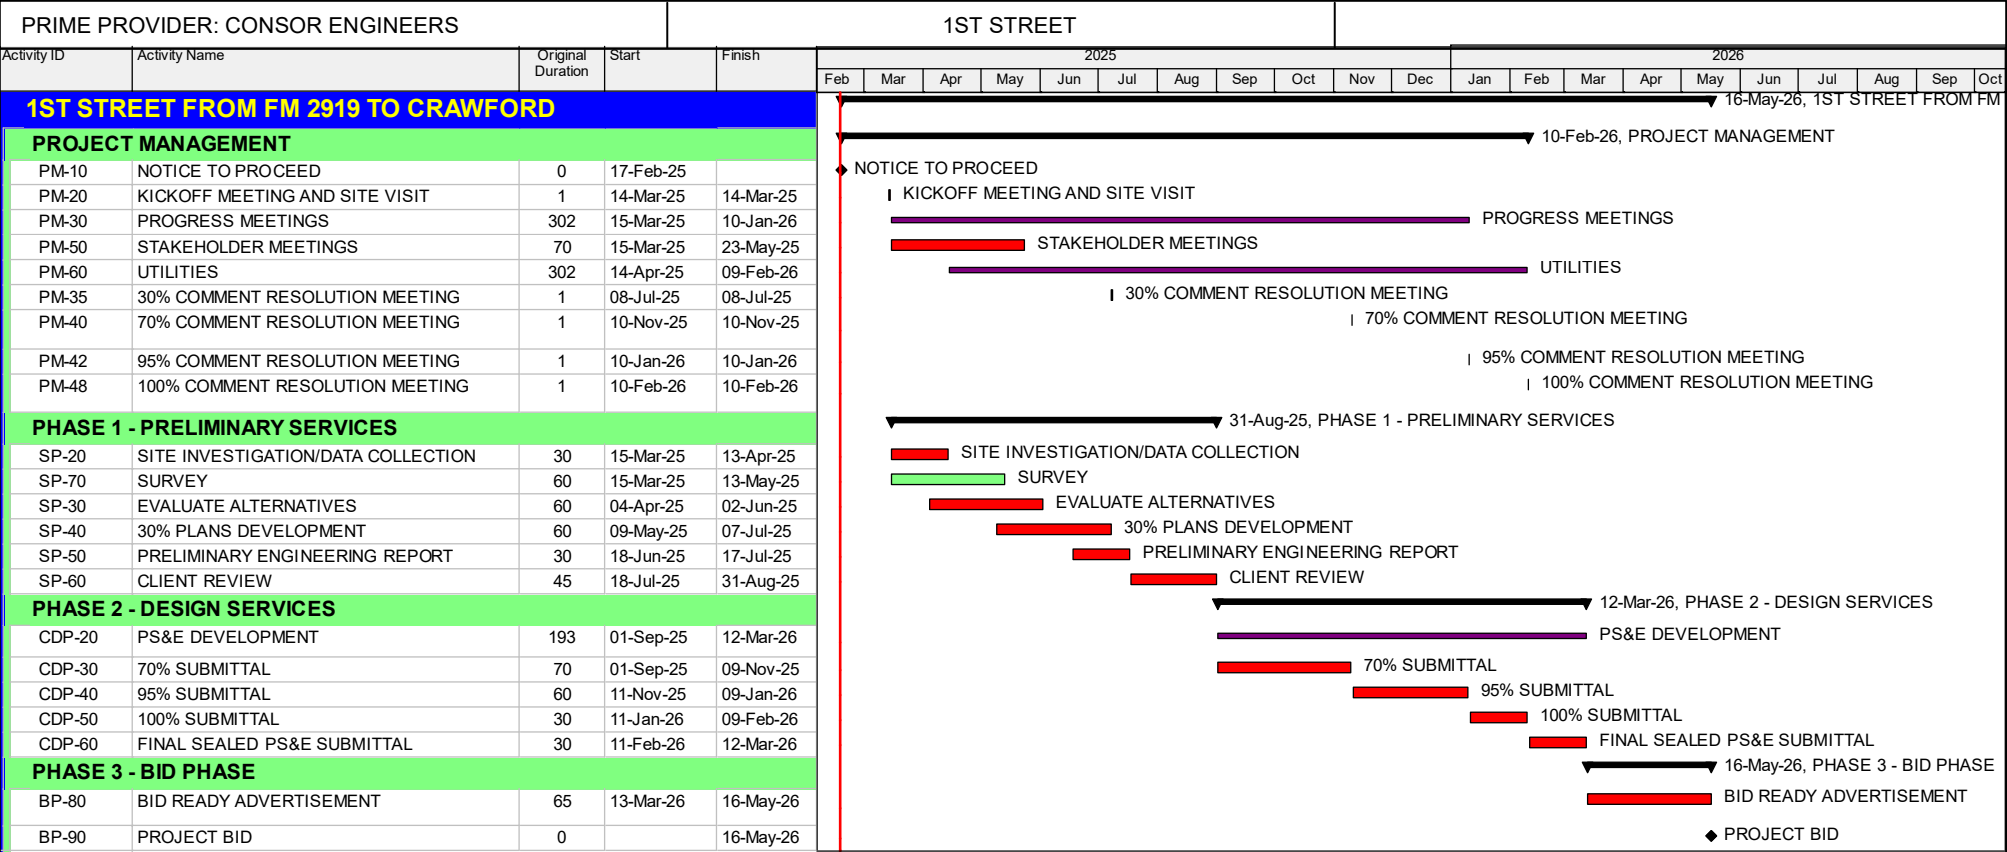 PRIME PROVIDER: CONSOR ENGINEERS 1ST STREET
Activity ID Activity Name Original Duration Start Finish 2025 2026
Feb Mar Apr May Jun Jul Aug Sep Oct Nov Dec Jan Feb Mar Apr May Jun Jul Aug Sep Oct
1ST STREET FROM FM 2919 TO CRAWFORD 16-May-26, 1ST STREET FROM FM
PROJECT MANAGEMENT 10-Feb-26, PROJECT MANAGEMENT
PM-10 NOTICE TO PROCEED 0 17-Feb-25 NOTICE TO PROCEED
PM-20 KICKOFF MEETING AND SITE VISIT 1 14-Mar-25 14-Mar-25 KICKOFF MEETING AND SITE VISIT
PM-30 PROGRESS MEETINGS 302 15-Mar-25 10-Jan-26 PROGRESS MEETINGS
PM-50 STAKEHOLDER MEETINGS 70 15-Mar-25 23-May-25 STAKEHOLDER MEETINGS
PM-60 UTILITIES 302 14-Apr-25 09-Feb-26 UTILITIES
PM-35 30% COMMENT RESOLUTION MEETING 1 08-Jul-25 08-Jul-25 30% COMMENT RESOLUTION MEETING
PM-40 70% COMMENT RESOLUTION MEETING 1 10-Nov-25 10-Nov-25 70% COMMENT RESOLUTION MEETING
PM-42 95% COMMENT RESOLUTION MEETING 1 10-Jan-26 10-Jan-26 95% COMMENT RESOLUTION MEETING
PM-48 100% COMMENT RESOLUTION MEETING 1 10-Feb-26 10-Feb-26 100% COMMENT RESOLUTION MEETING
PHASE 1 - PRELIMINARY SERVICES 31-Aug-25, PHASE 1 - PRELIMINARY SERVICES
SP-20 SITE INVESTIGATION/DATA COLLECTION 30 15-Mar-25 13-Apr-25 SITE INVESTIGATION/DATA COLLECTION
SP-70 SURVEY 60 15-Mar-25 13-May-25 SURVEY
SP-30 EVALUATE ALTERNATIVES 60 04-Apr-25 02-Jun-25 EVALUATE ALTERNATIVES
SP-40 30% PLANS DEVELOPMENT 60 09-May-25 07-Jul-25 30% PLANS DEVELOPMENT
SP-50 PRELIMINARY ENGINEERING REPORT 30 18-Jun-25 17-Jul-25 PRELIMINARY ENGINEERING REPORT
SP-60 CLIENT REVIEW 45 18-Jul-25 31-Aug-25 CLIENT REVIEW
PHASE 2 - DESIGN SERVICES 12-Mar-26, PHASE 2 - DESIGN SERVICES
CDP-20 PS&E DEVELOPMENT 193 01-Sep-25 12-Mar-26 PS&E DEVELOPMENT
CDP-30 70% SUBMITTAL 70 01-Sep-25 09-Nov-25 70% SUBMITTAL
CDP-40 95% SUBMITTAL 60 11-Nov-25 09-Jan-26 95% SUBMITTAL
CDP-50 100% SUBMITTAL 30 11-Jan-26 09-Feb-26 100% SUBMITTAL
CDP-60 FINAL SEALED PS&E SUBMITTAL 30 11-Feb-26 12-Mar-26 FINAL SEALED PS&E SUBMITTAL
PHASE 3 - BID PHASE 16-May-26, PHASE 3 - BID PHASE
BP-80 BID READY ADVERTISEMENT 65 13-Mar-26 16-May-26 BID READY ADVERTISEMENT
BP-90 PROJECT BID 0 16-May-26 PROJECT BID